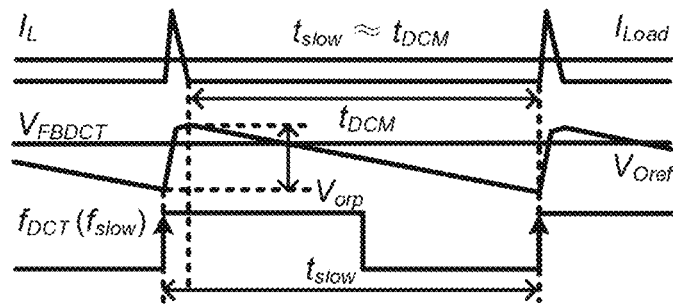 I_L t_slow ≈ t_DCM I_Load
t_DCM
V_FBDCT
V_Oref
V_orp
f_DCT (f_slow)
t_slow